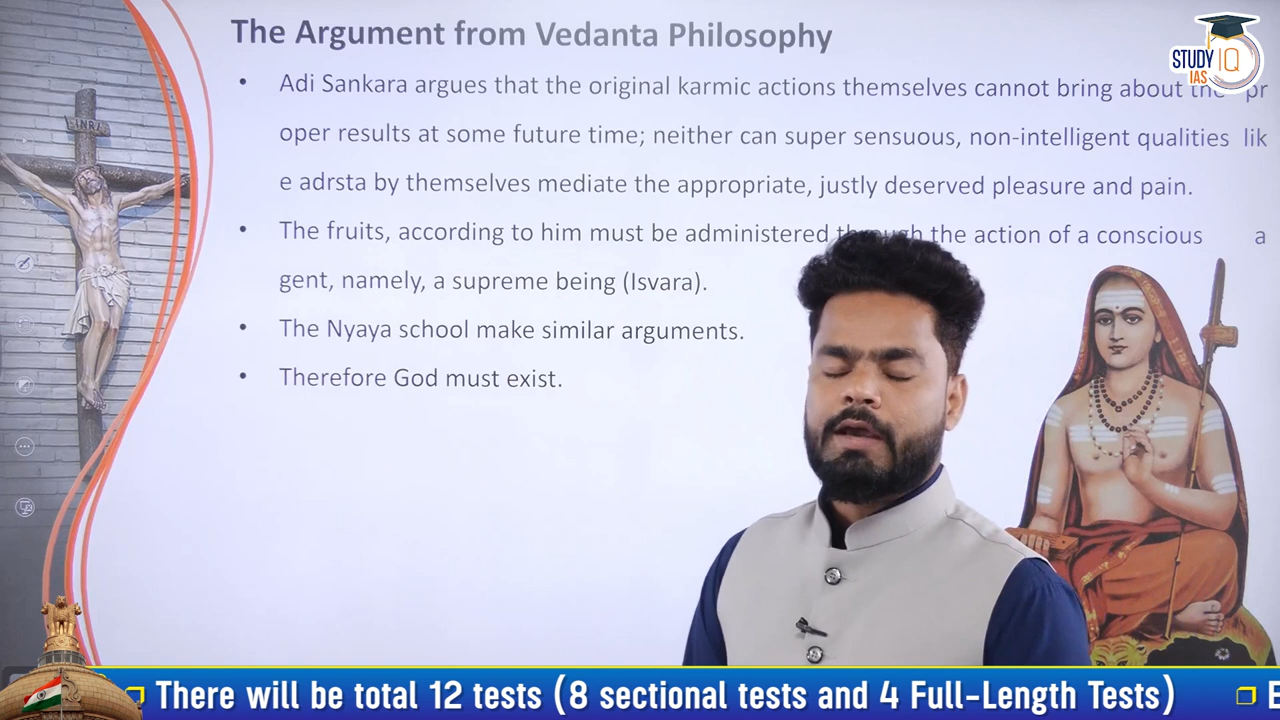 The Argument from Vedanta Philosophy
STUDY IQ
IAS
INRI
• Adi Sankara argues that the original karmic actions themselves cannot bring about the pr
oper results at some future time; neither can super sensuous, non-intelligent qualities lik
e adrsta by themselves mediate the appropriate, justly deserved pleasure and pain.
• The fruits, according to him must be administered through the action of a conscious a
gent, namely, a supreme being (Isvara).
• The Nyaya school make similar arguments.
• Therefore God must exist.
There will be total 12 tests (8 sectional tests and 4 Full-Length Tests)
E